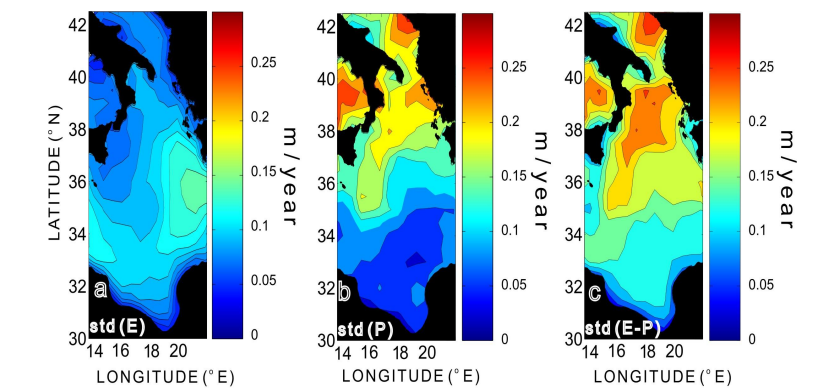 42
40
38
36
34
32
30
LATITUDE (°N)
14 16 18 20
LONGITUDE (°E)
a
std (E)
0.25
0.2
0.15
0.1
0.05
0
m / year
42
40
38
36
34
32
30
14 16 18 20
LONGITUDE (°E)
b
std (P)
0.25
0.2
0.15
0.1
0.05
0
m / year
42
40
38
36
34
32
30
14 16 18 20
LONGITUDE (°E)
c
std (E-P)
0.25
0.2
0.15
0.1
0.05
0
m / year